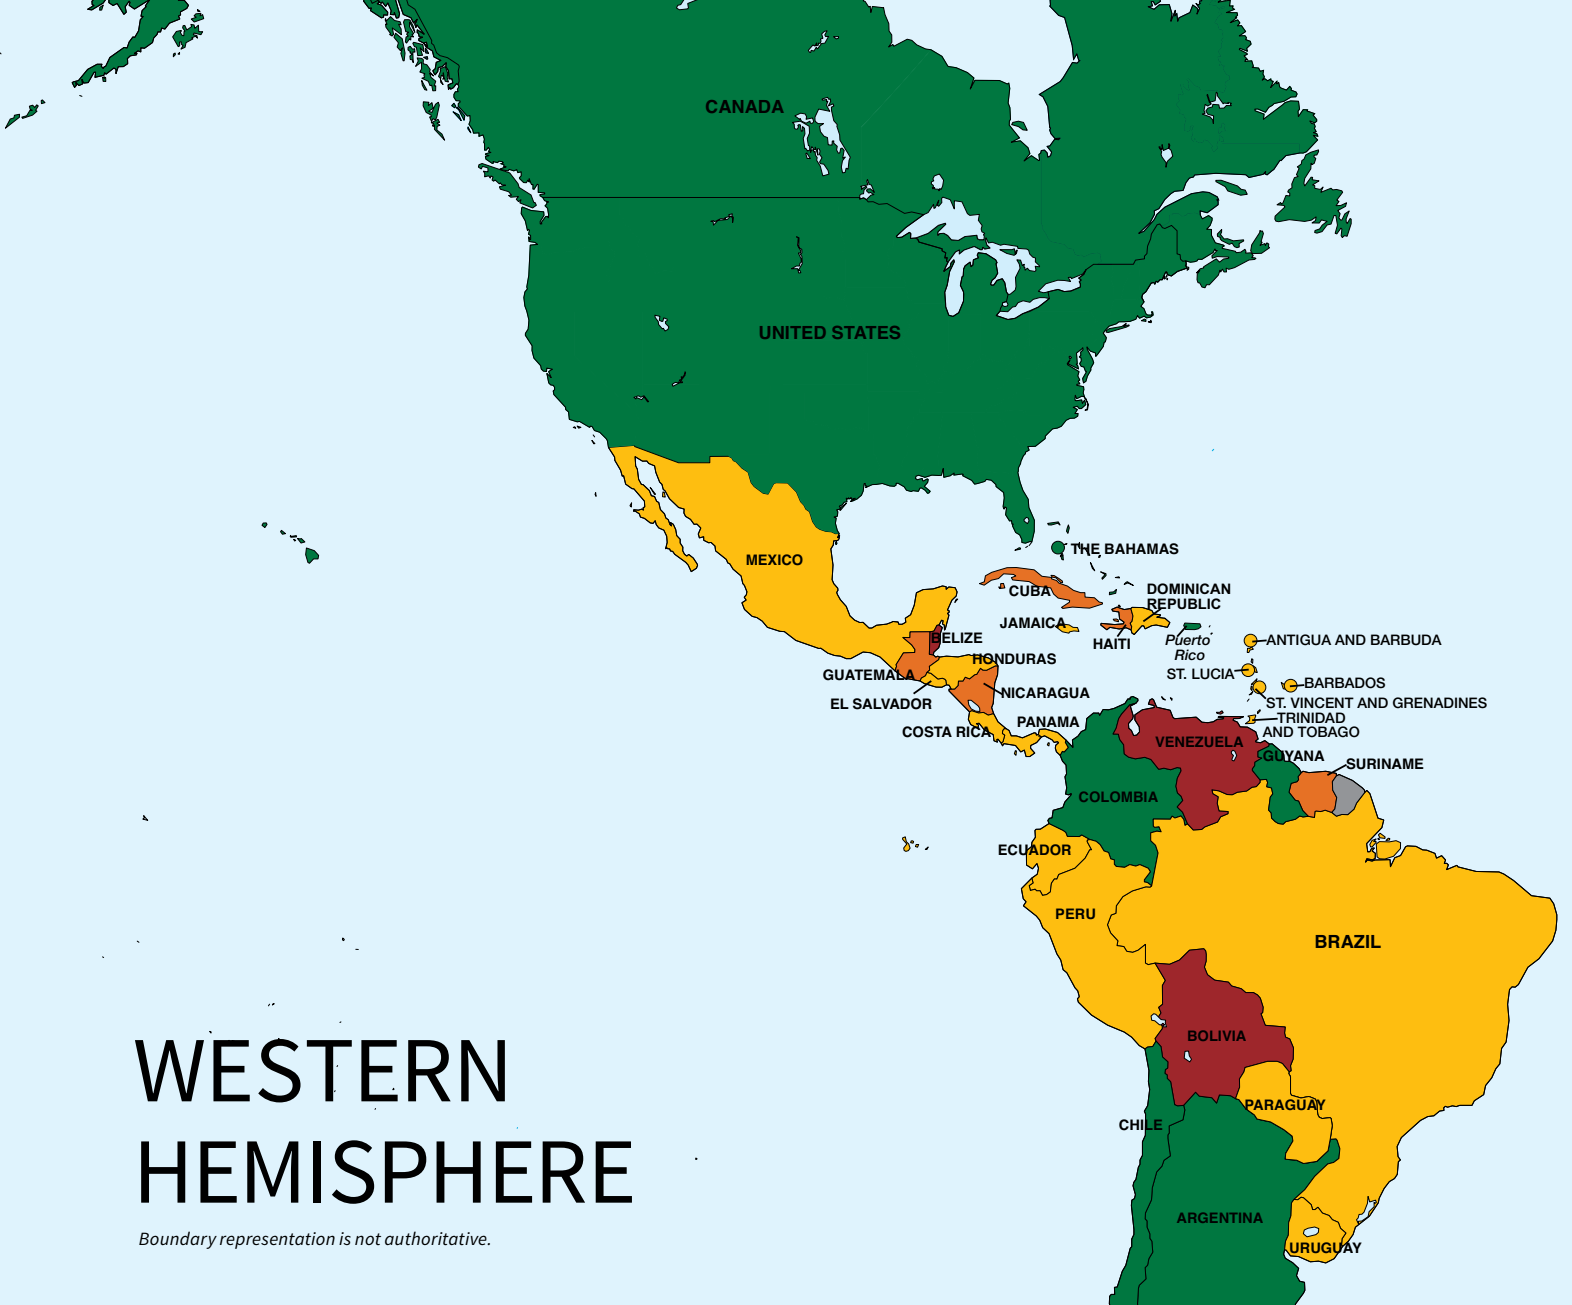 CANADA
UNITED STATES
MEXICO
THE BAHAMAS
CUBA
DOMINICAN
REPUBLIC
JAMAICA
HAITI
Puerto
Rico
BELIZE
ANTIGUA AND BARBUDA
HONDURAS
GUATEMALA
ST. LUCIA
BARBADOS
EL SALVADOR
NICARAGUA
ST. VINCENT AND GRENADINES
COSTA RICA
PANAMA
TRINIDAD
AND TOBAGO
VENEZUELA
GUYANA
SURINAME
COLOMBIA
ECUADOR
PERU
BRAZIL
BOLIVIA
PARAGUAY
CHILE
ARGENTINA
URUGUAY
WESTERN
HEMISPHERE
Boundary representation is not authoritative.